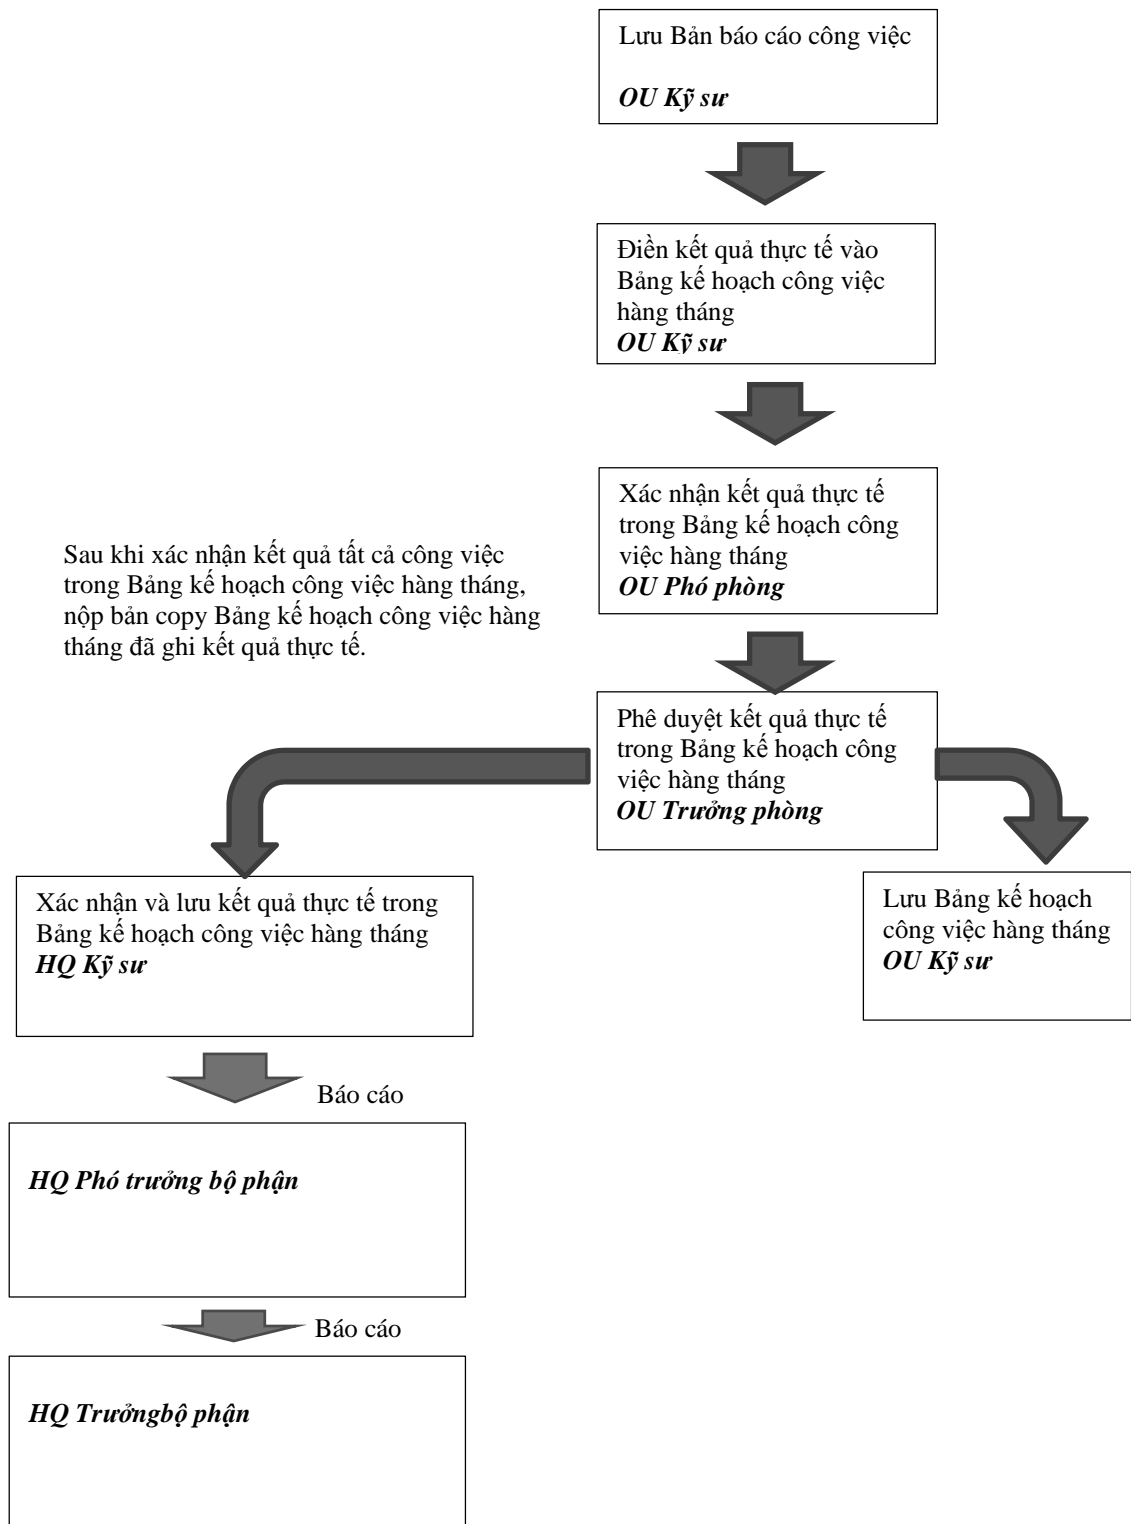 Lưu Bản báo cáo công việc
OU Kỹ sư
Điền kết quả thực tế vào
Bảng kế hoạch công việc
hàng tháng
OU Kỹ sư
Xác nhận kết quả thực tế
trong Bảng kế hoạch công
việc hàng tháng
OU Phó phòng
Sau khi xác nhận kết quả tất cả công việc
trong Bảng kế hoạch công việc hàng tháng,
nộp bản copy Bảng kế hoạch công việc hàng
tháng đã ghi kết quả thực tế.
Phê duyệt kết quả thực tế
trong Bảng kế hoạch công
việc hàng tháng
OU Trưởng phòng
Xác nhận và lưu kết quả thực tế trong
Bảng kế hoạch công việc hàng tháng
HQ Kỹ sư
Lưu Bảng kế hoạch
công việc hàng tháng
OU Kỹ sư
Báo cáo
HQ Phó trưởng bộ phận
Báo cáo
HQ Trưởngbộ phận